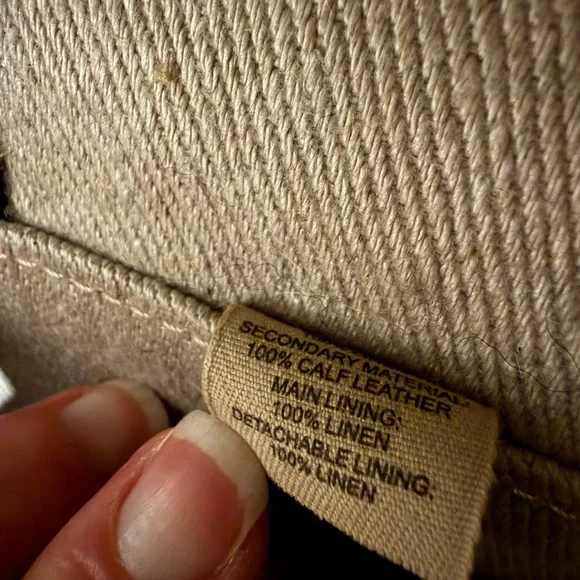 SECONDARY MATERIAL:
100% CALF LEATHER
MAIN LINING:
100% LINEN
DETACHABLE LINING:
100% LINEN